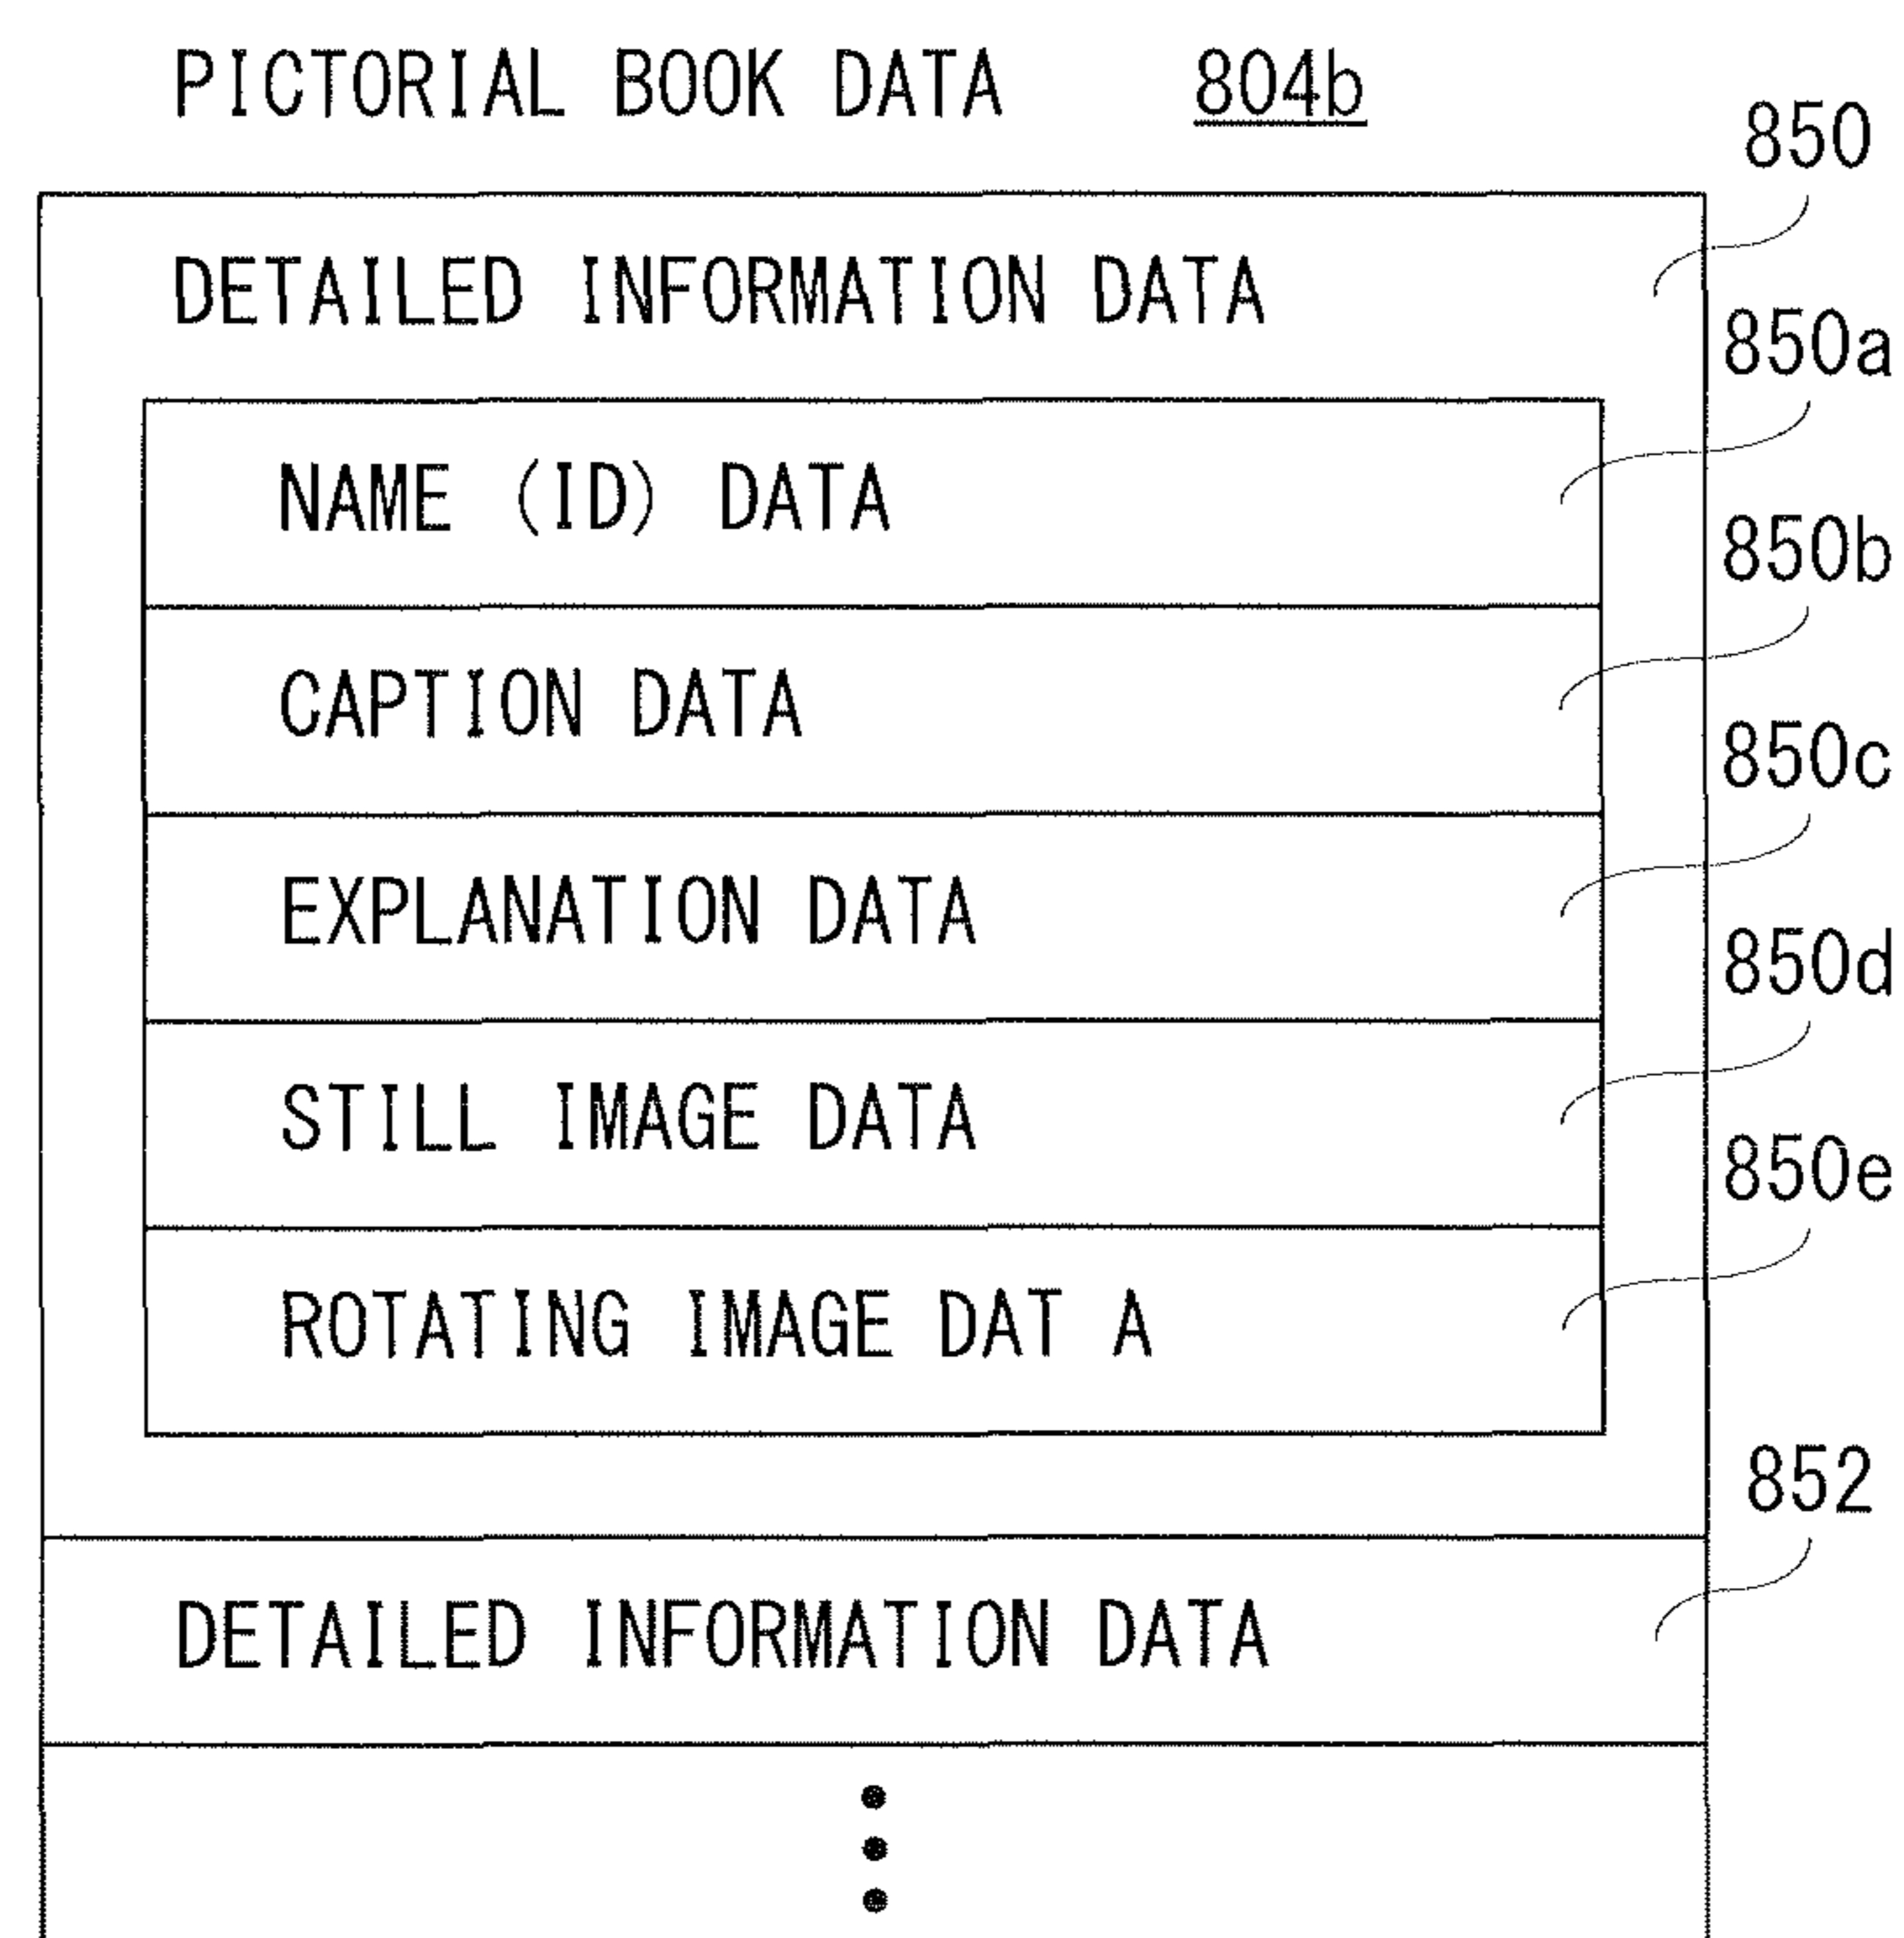 PICTORIAL BOOK DATA 804b
850
DETAILED INFORMATION DATA
850a
NAME (ID) DATA
850b
CAPTION DATA
850c
EXPLANATION DATA
850d
STILL IMAGE DATA
850e
ROTATING IMAGE DAT A
852
DETAILED INFORMATION DATA